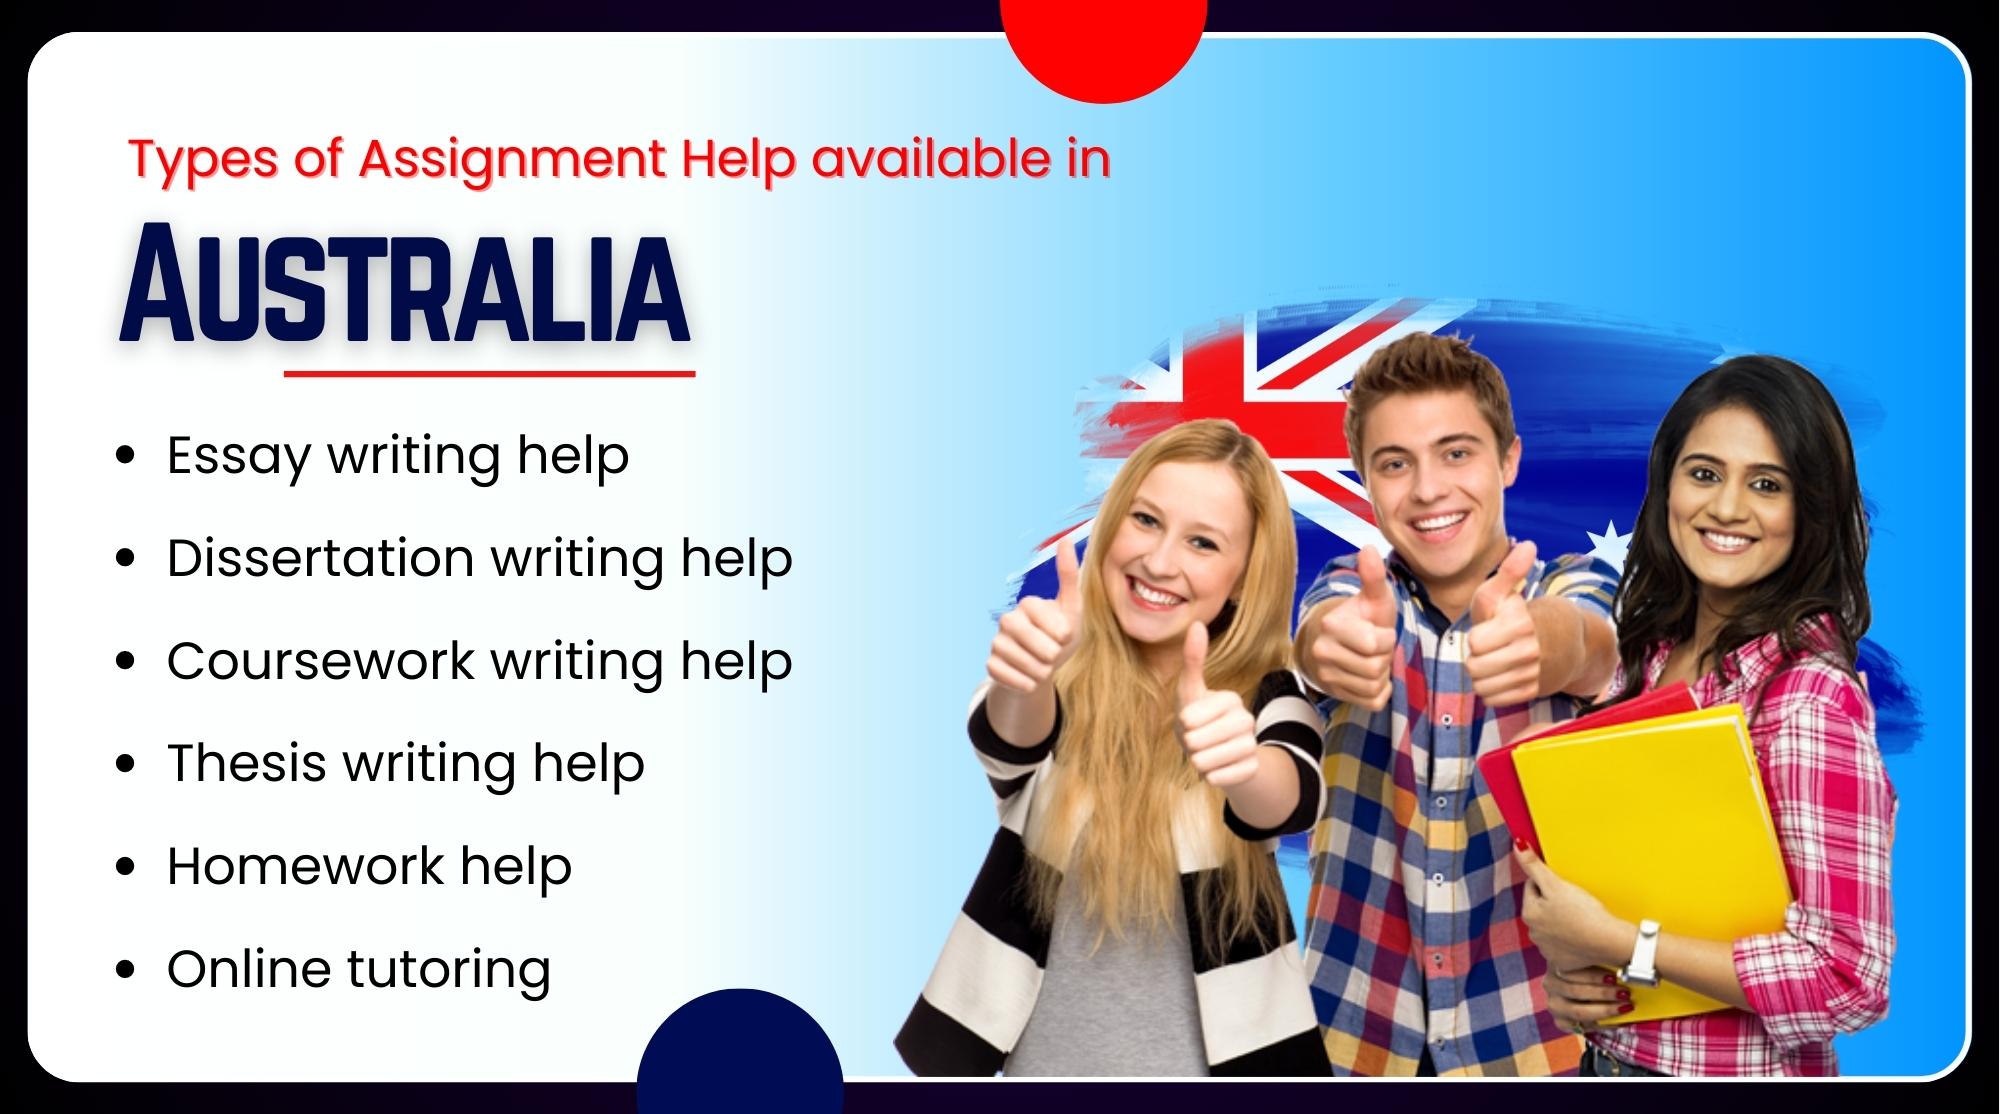 Types of Assignment Help available in
AUSTRALIA
• Essay writing help
• Dissertation writing help
• Coursework writing help
• Thesis writing help
• Homework help
• Online tutoring